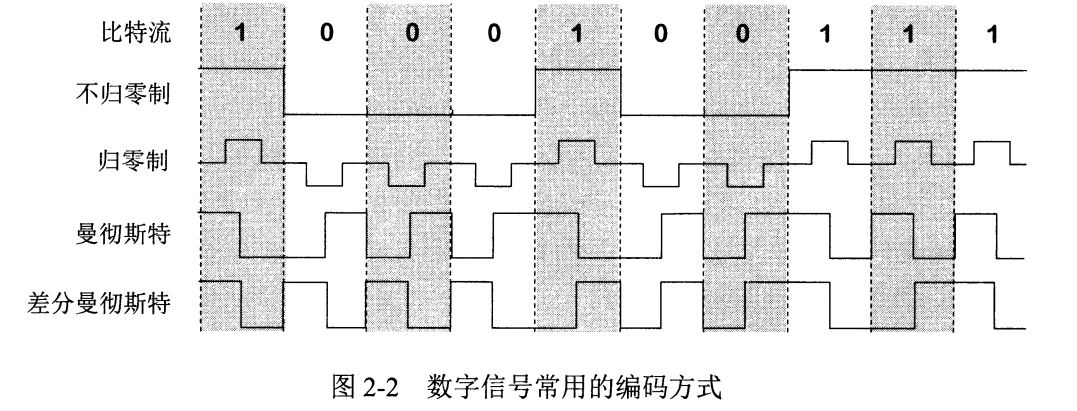 比特流 1 0 0 0 1 0 0 1 1 1
不归零制
归零制
曼彻斯特
差分曼彻斯特
图 2-2 数字信号常用的编码方式